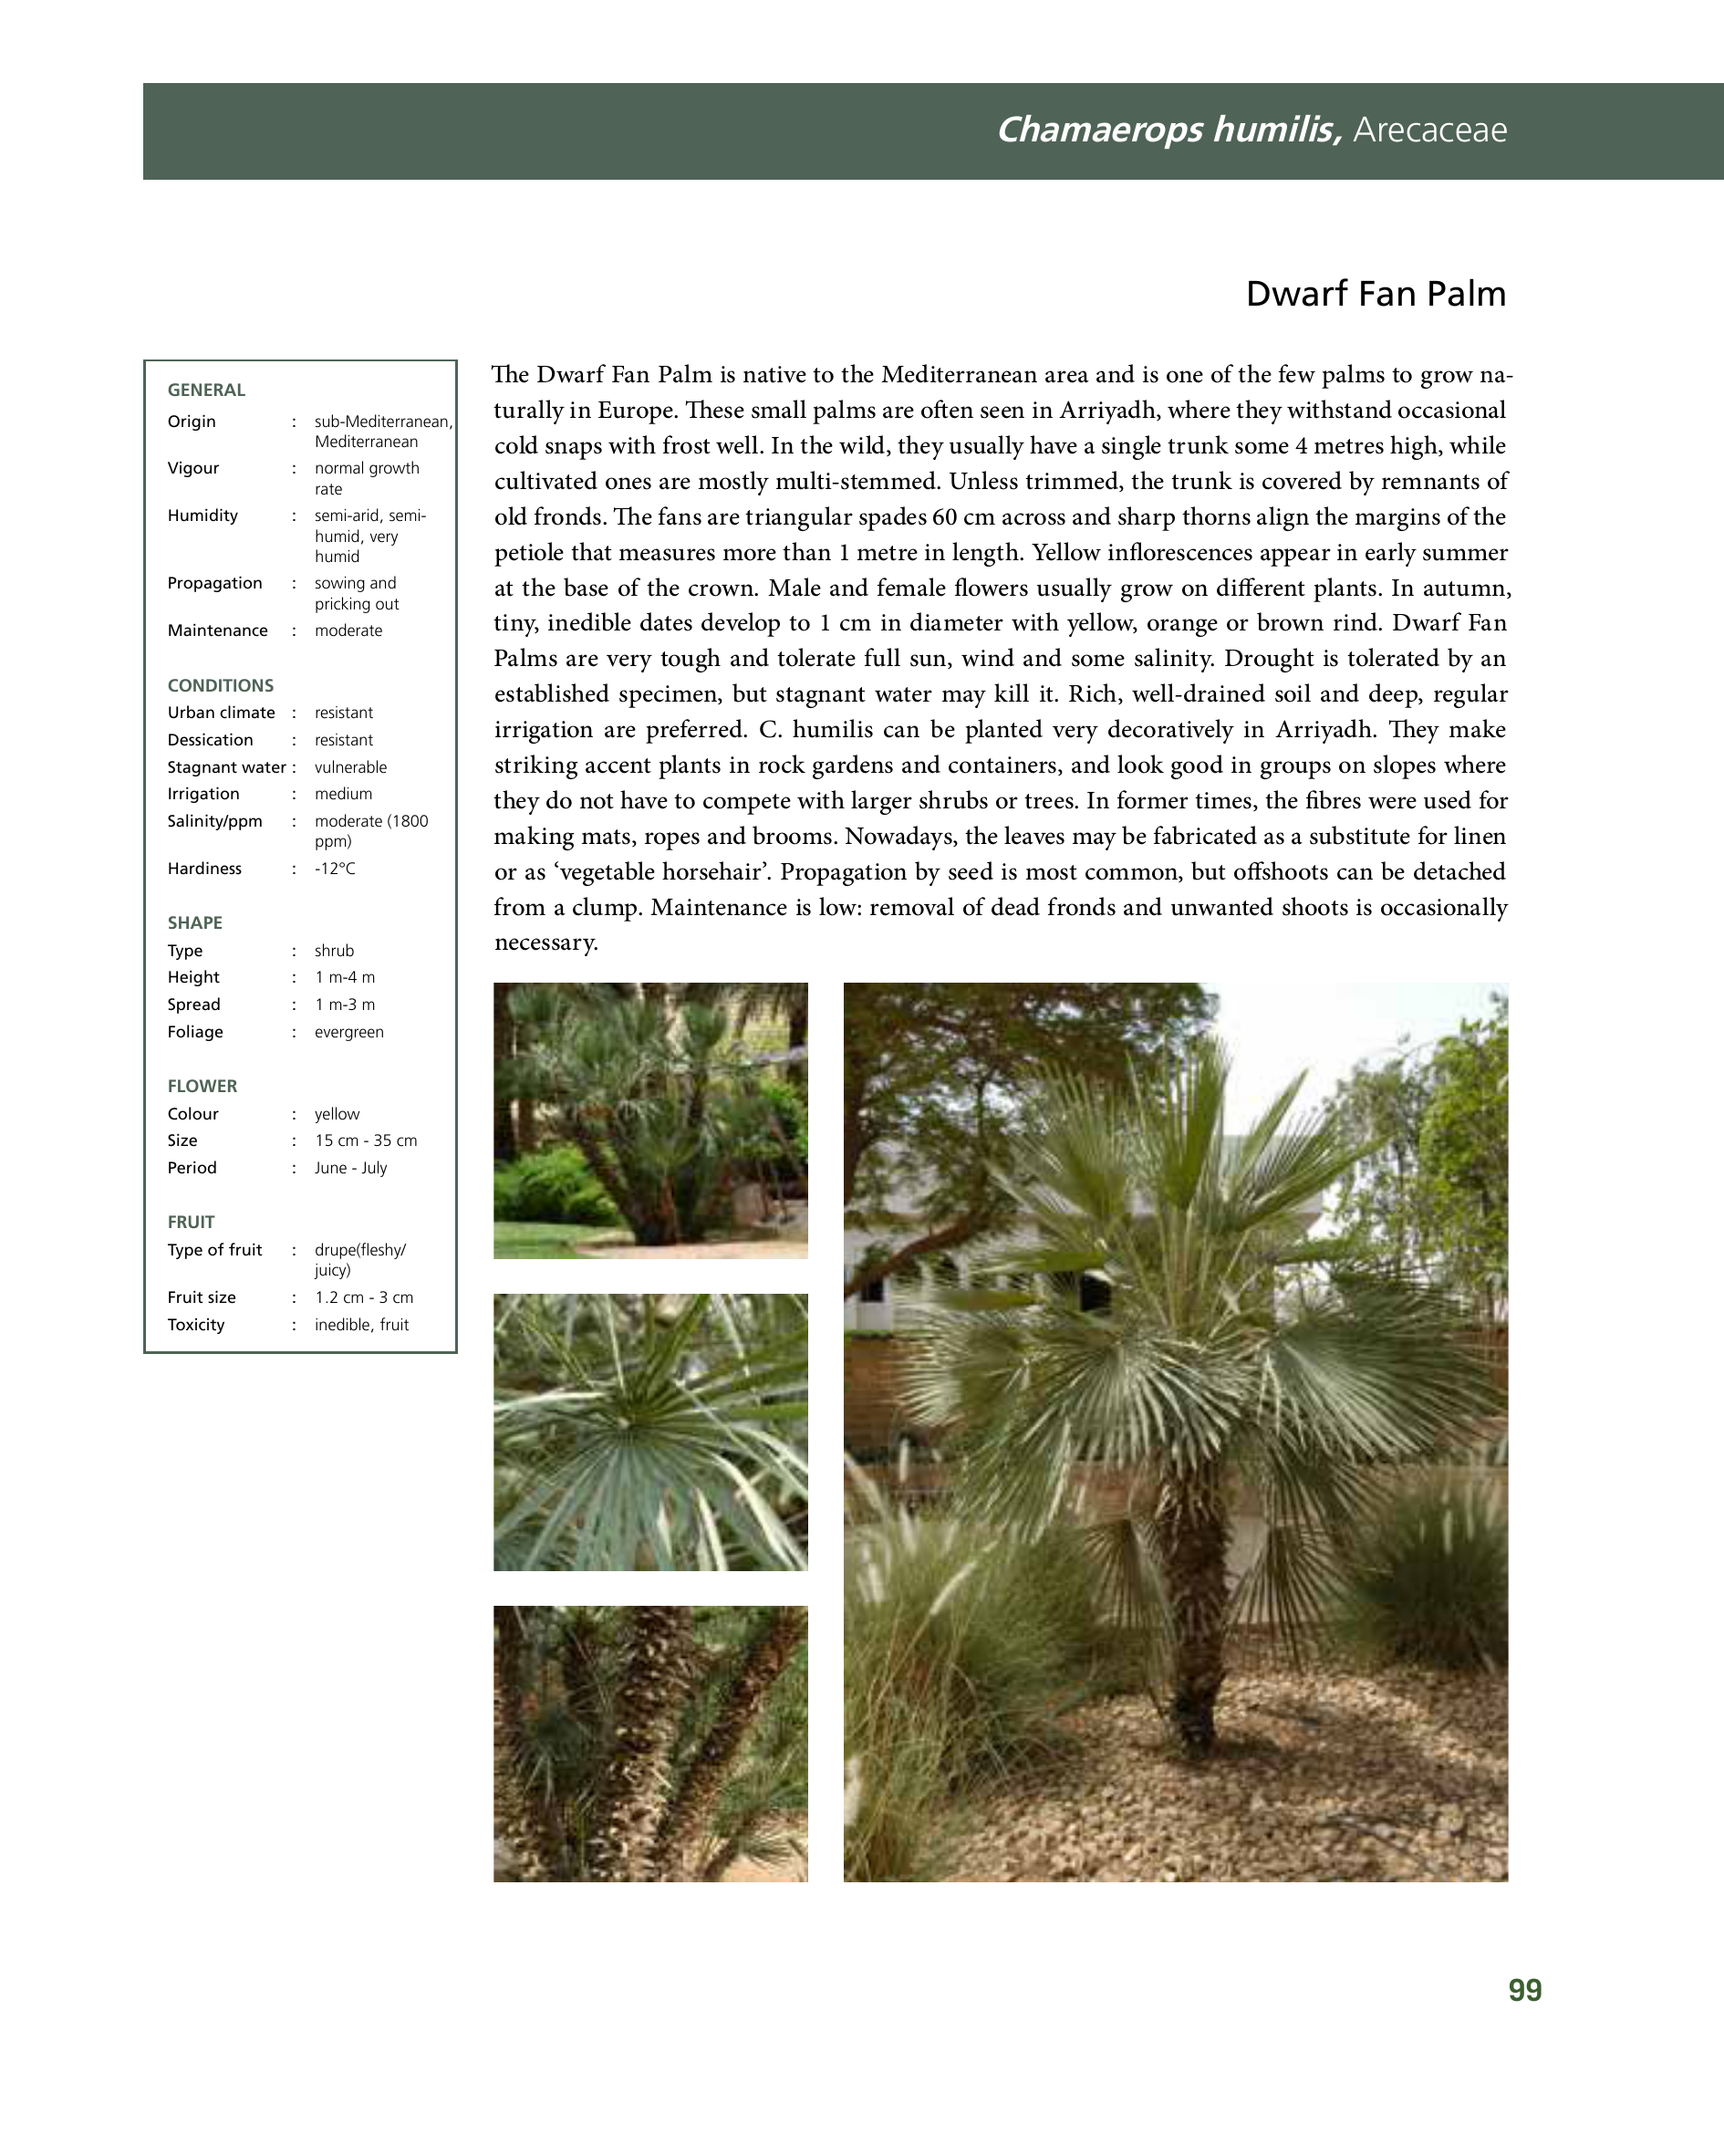 Chamaerops humilis, Arecaceae
Dwarf Fan Palm
GENERAL
Origin : sub-Mediterranean,
Mediterranean
Vigour : normal growth
rate
Humidity : semi-arid, semi-
humid, very
humid
Propagation : sowing and
pricking out
Maintenance : moderate
CONDITIONS
Urban climate : resistant
Dessication : resistant
Stagnant water : vulnerable
Irrigation : medium
Salinity/ppm : moderate (1800
ppm)
Hardiness : -12°C
SHAPE
Type : shrub
Height : 1 m-4 m
Spread : 1 m-3 m
Foliage : evergreen
FLOWER
Colour : yellow
Size : 15 cm - 35 cm
Period : June - July
FRUIT
Type of fruit : drupe(fleshy/
juicy)
Fruit size : 1.2 cm - 3 cm
Toxicity : inedible, fruit
The Dwarf Fan Palm is native to the Mediterranean area and is one of the few palms to grow na-
turally in Europe. These small palms are often seen in Arriyadh, where they withstand occasional
cold snaps with frost well. In the wild, they usually have a single trunk some 4 metres high, while
cultivated ones are mostly multi-stemmed. Unless trimmed, the trunk is covered by remnants of
old fronds. The fans are triangular spades 60 cm across and sharp thorns align the margins of the
petiole that measures more than 1 metre in length. Yellow inflorescences appear in early summer
at the base of the crown. Male and female flowers usually grow on different plants. In autumn,
tiny, inedible dates develop to 1 cm in diameter with yellow, orange or brown rind. Dwarf Fan
Palms are very tough and tolerate full sun, wind and some salinity. Drought is tolerated by an
established specimen, but stagnant water may kill it. Rich, well-drained soil and deep, regular
irrigation are preferred. C. humilis can be planted very decoratively in Arriyadh. They make
striking accent plants in rock gardens and containers, and look good in groups on slopes where
they do not have to compete with larger shrubs or trees. In former times, the fibres were used for
making mats, ropes and brooms. Nowadays, the leaves may be fabricated as a substitute for linen
or as ‘vegetable horsehair’. Propagation by seed is most common, but offshoots can be detached
from a clump. Maintenance is low: removal of dead fronds and unwanted shoots is occasionally
necessary.
99